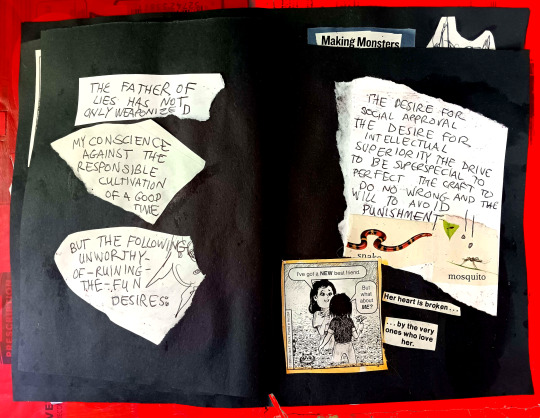 THE FATHER OF
LIES HAS NOT
ONLY WEAPONIZED
MY CONSCIENCE
AGAINST THE
RESPONSIBLE
CULTIVATION
OF A GOOD
TIME
BUT THE FOLLOWING
UNWORTHY-
OF-RUINING-
THE-FUN
DESIRES:
Making Monsters
THE DESIRE FOR
SOCIAL APPROVAL
THE DESIRE FOR
INTELLECTUAL
SUPERIORITY THE DRIVE
TO BE SUPERSPECIAL TO
PERFECT THE CRAFT TO
DO NO WRONG AND THE
WILL TO AVOID
PUNISHMENT!!
snake
mosquito
I've got a NEW best friend.
But
what
about
ME?
Her heart is broken . . .
. . . by the very
ones who love
her.